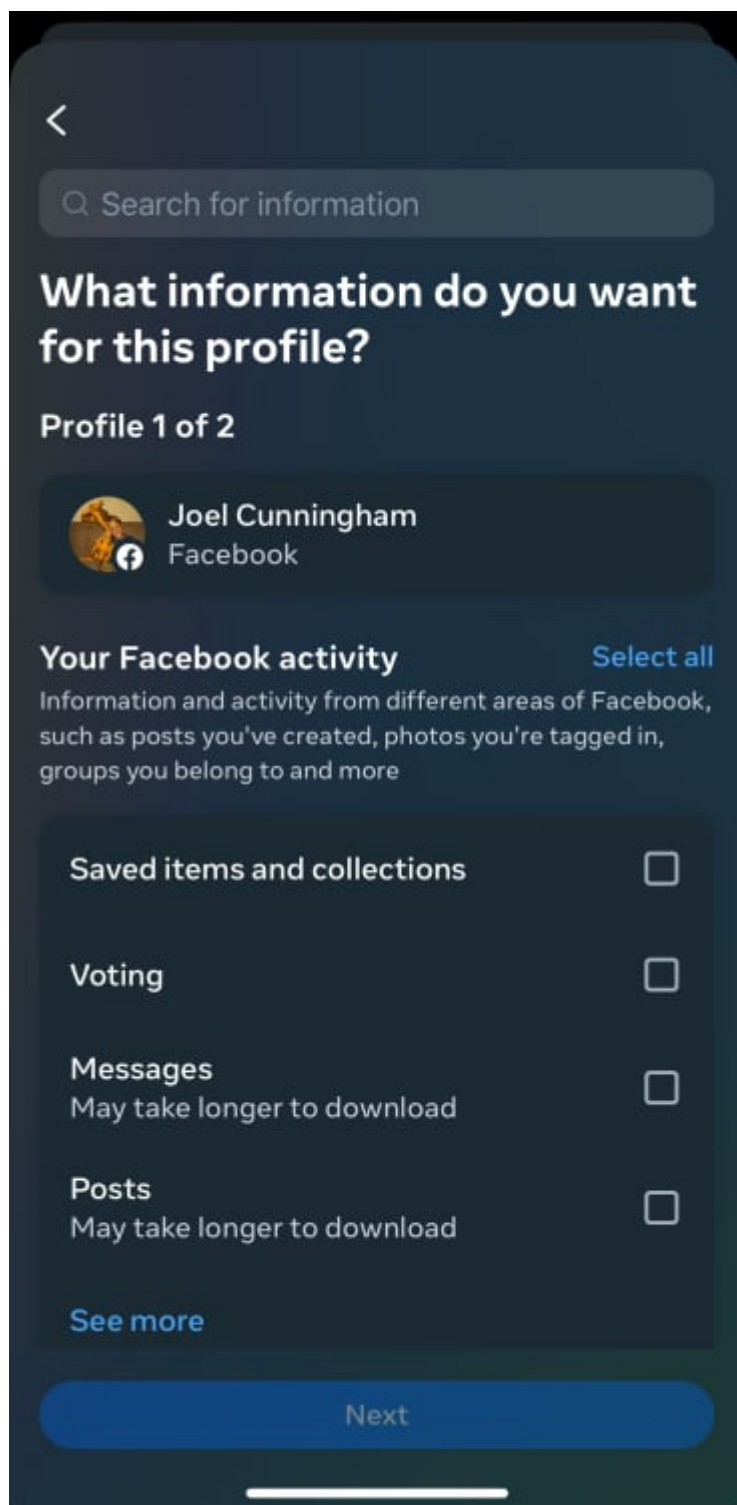 Search for information
What information do you want
for this profile?
Profile 1 of 2
Joel Cunningham
Facebook
Your Facebook activity
Select all
Information and activity from different areas of Facebook,
such as posts you've created, photos you're tagged in,
groups you belong to and more
Saved items and collections
Voting
Messages
May take longer to download
Posts
May take longer to download
See more
Next